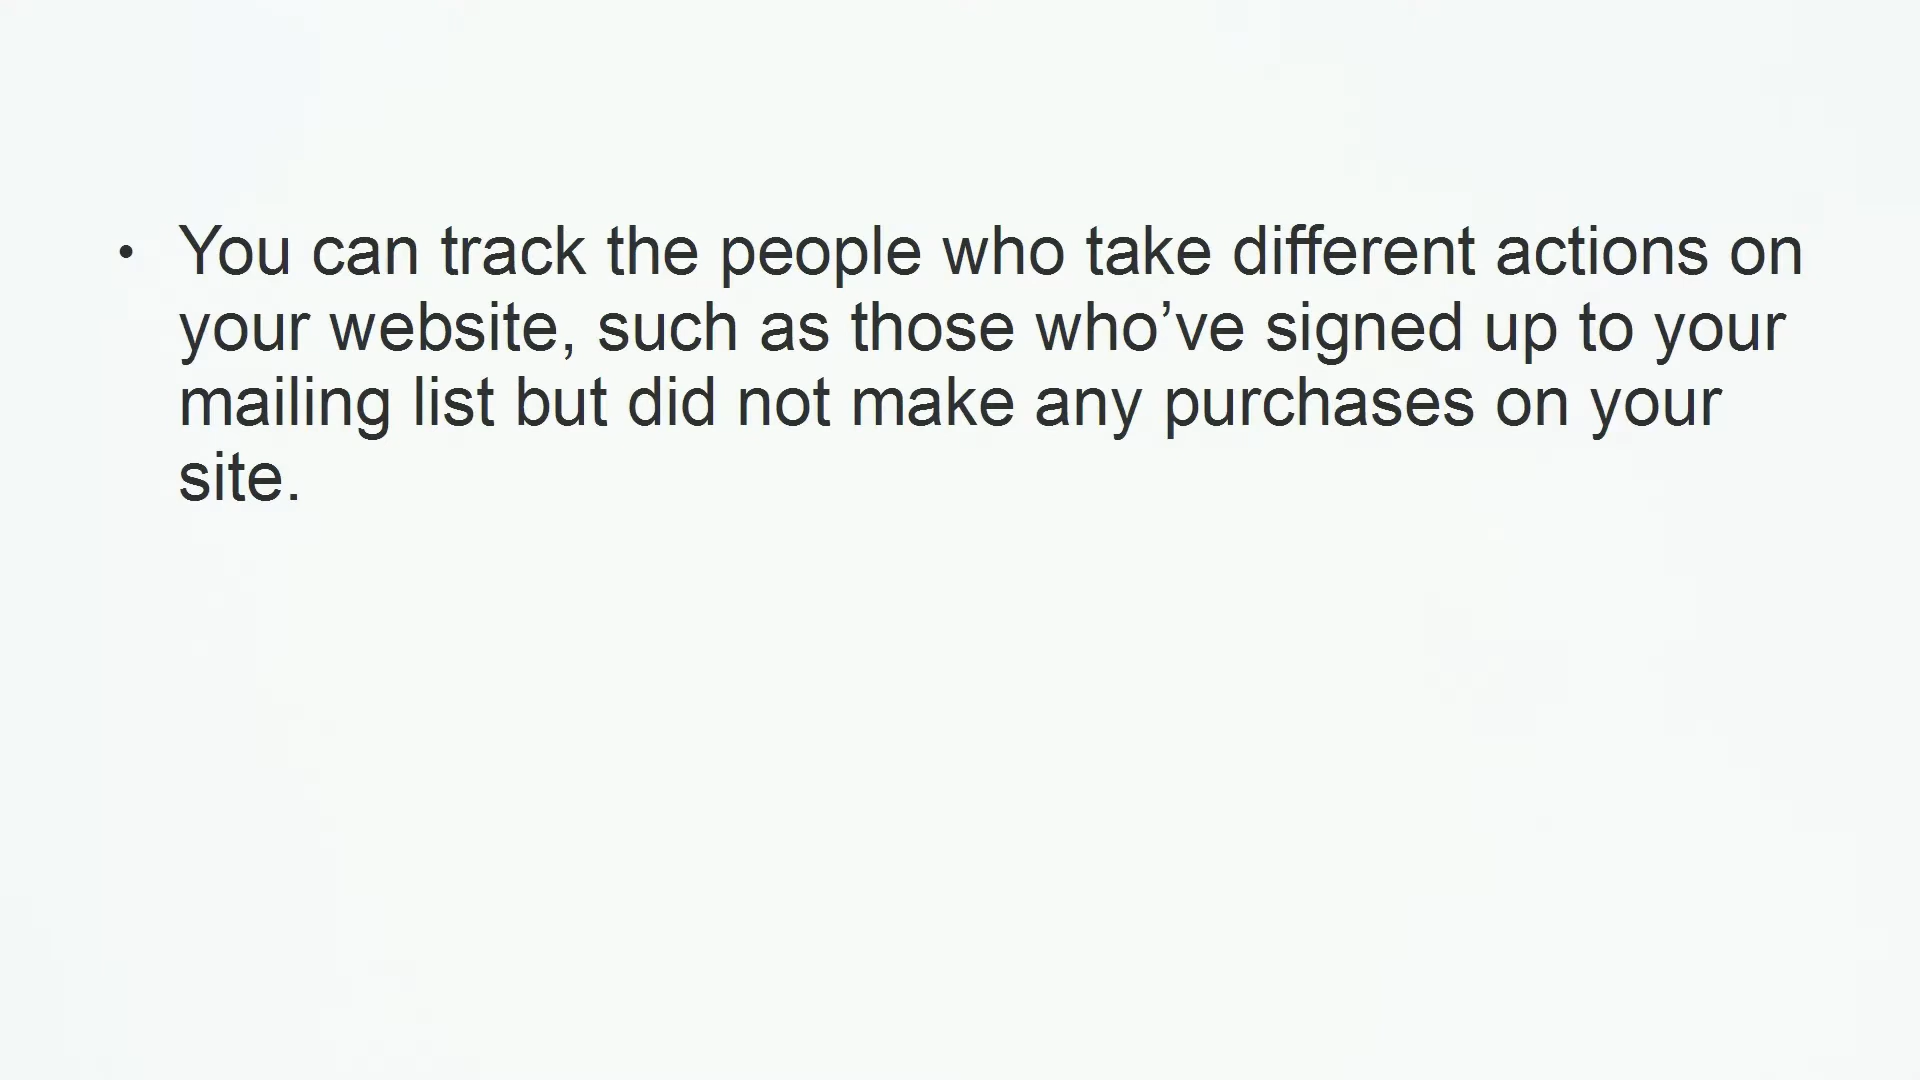 • You can track the people who take different actions on
your website, such as those who’ve signed up to your
mailing list but did not make any purchases on your
site.